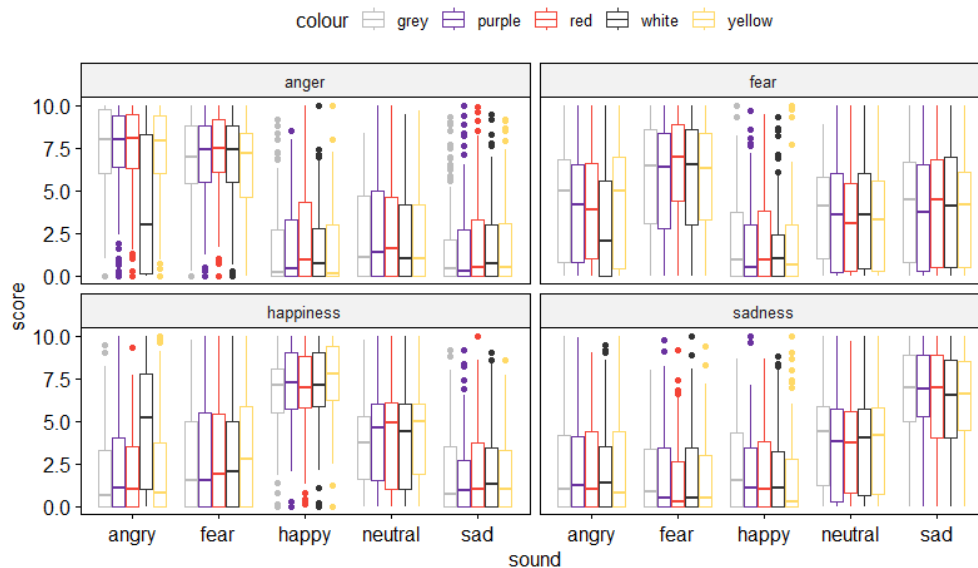 colour grey purple red white yellow
anger fear
10.0
7.5
5.0
2.5
0.0
happiness sadness
10.0
7.5
5.0
2.5
0.0
score
angry fear happy neutral sad angry fear happy neutral sad
sound